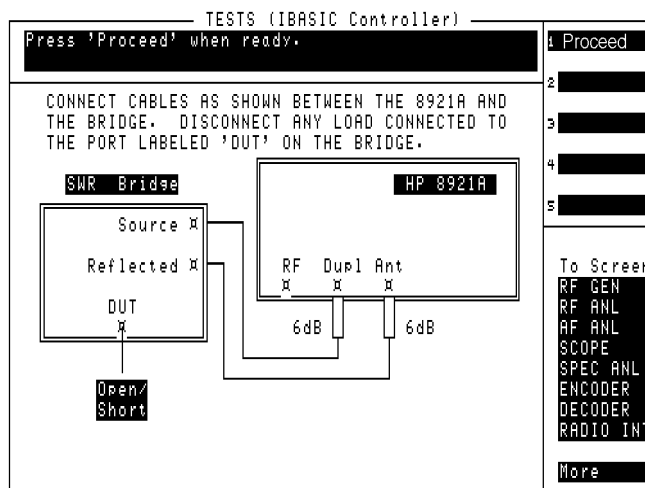 TESTS (IBASIC Controller)
Press 'Proceed' when ready.
CONNECT CABLES AS SHOWN BETWEEN THE 8921A AND
THE BRIDGE. DISCONNECT ANY LOAD CONNECTED TO
THE PORT LABELED 'DUT' ON THE BRIDGE.
SWR Bridge
HP 8921A
Source
Reflected
DUT
RF Dupl Ant
6dB 6dB
Open/
Short
1 Proceed
2
3
4
5
To Screen
RF GEN
RF ANL
AF ANL
SCOPE
SPEC ANL
ENCODER
DECODER
RADIO INT
More